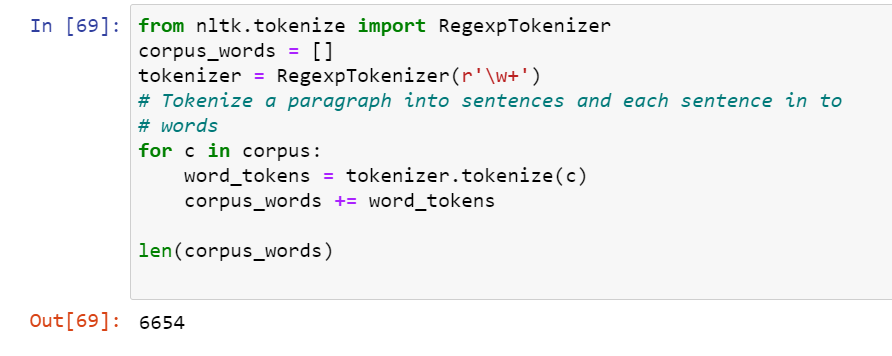 In [69]: from nltk.tokenize import RegexpTokenizer
corpus_words = []
tokenizer = RegexpTokenizer(r'\w+')
# Tokenize a paragraph into sentences and each sentence in to
# words
for c in corpus:
    word_tokens = tokenizer.tokenize(c)
    corpus_words += word_tokens

len(corpus_words)
Out[69]: 6654